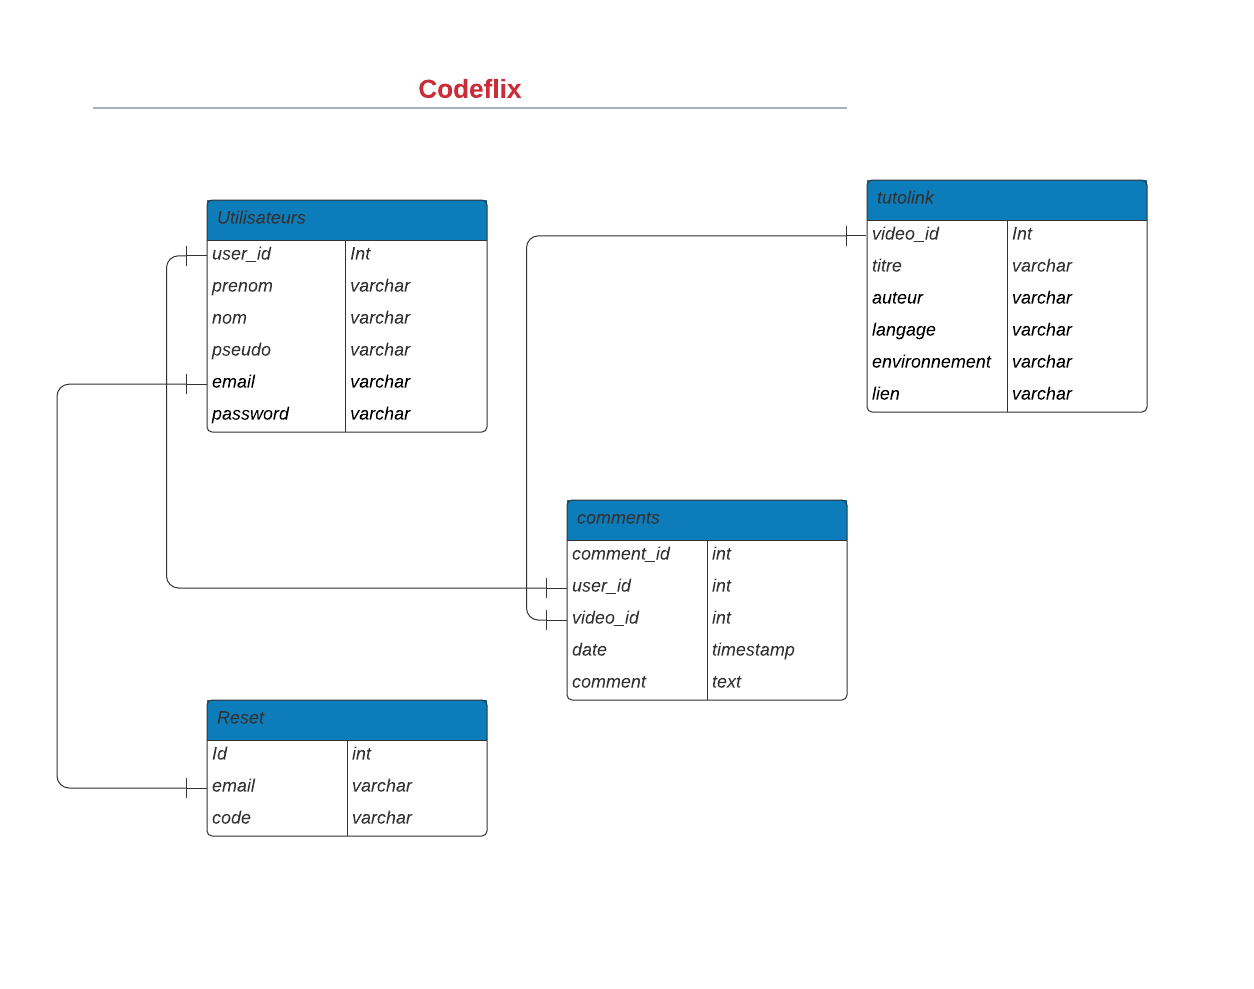 Codeflix
Utilisateurs
user_id Int
prenom varchar
nom varchar
pseudo varchar
email varchar
password varchar
tutolink
video_id Int
titre varchar
auteur varchar
langage varchar
environnement varchar
lien varchar
comments
comment_id int
user_id int
video_id int
date timestamp
comment text
Reset
Id int
email varchar
code varchar